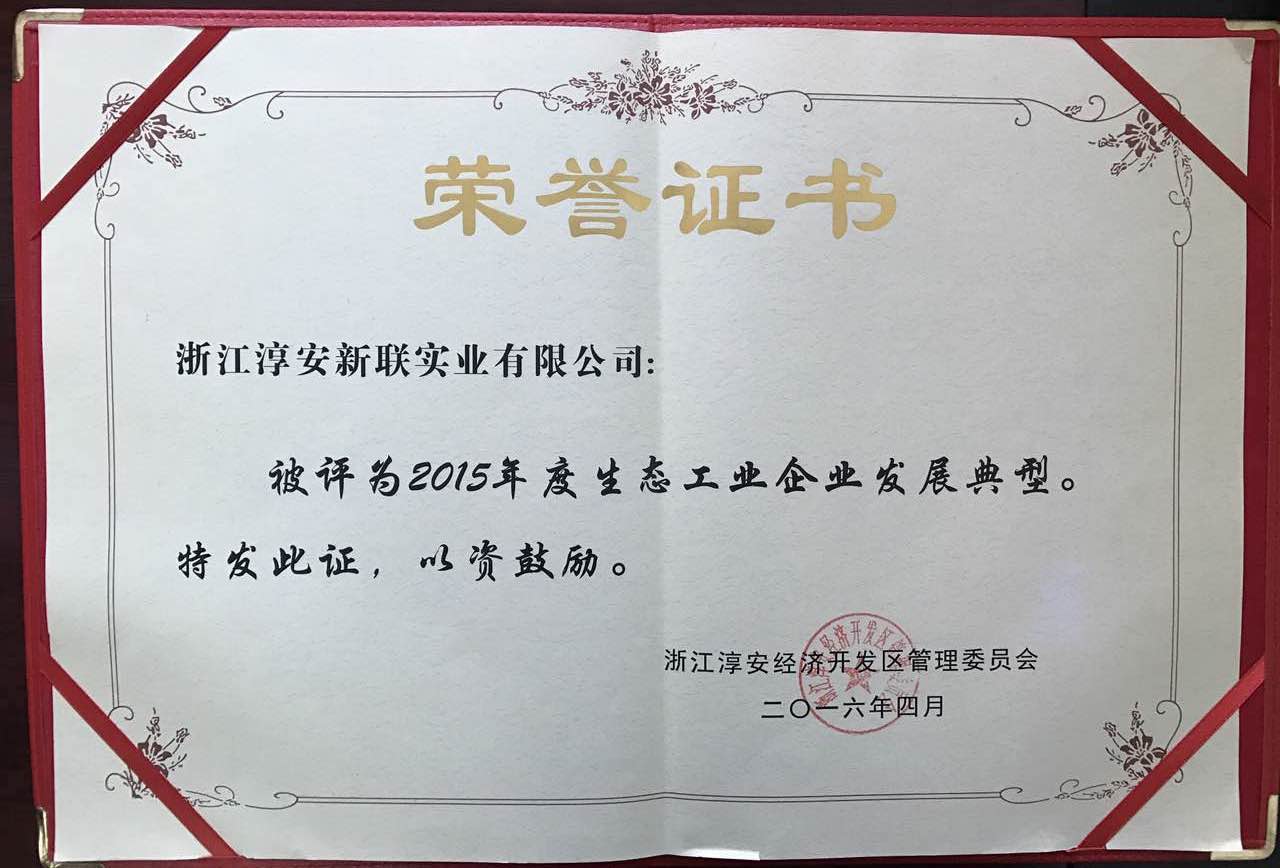 荣誉证书
浙江淳安新联实业有限公司:
被评为2015年度生态工业企业发展典型。
特发此证，以资鼓励。
浙江淳安经济开发区管理委员会
二〇一六年四月